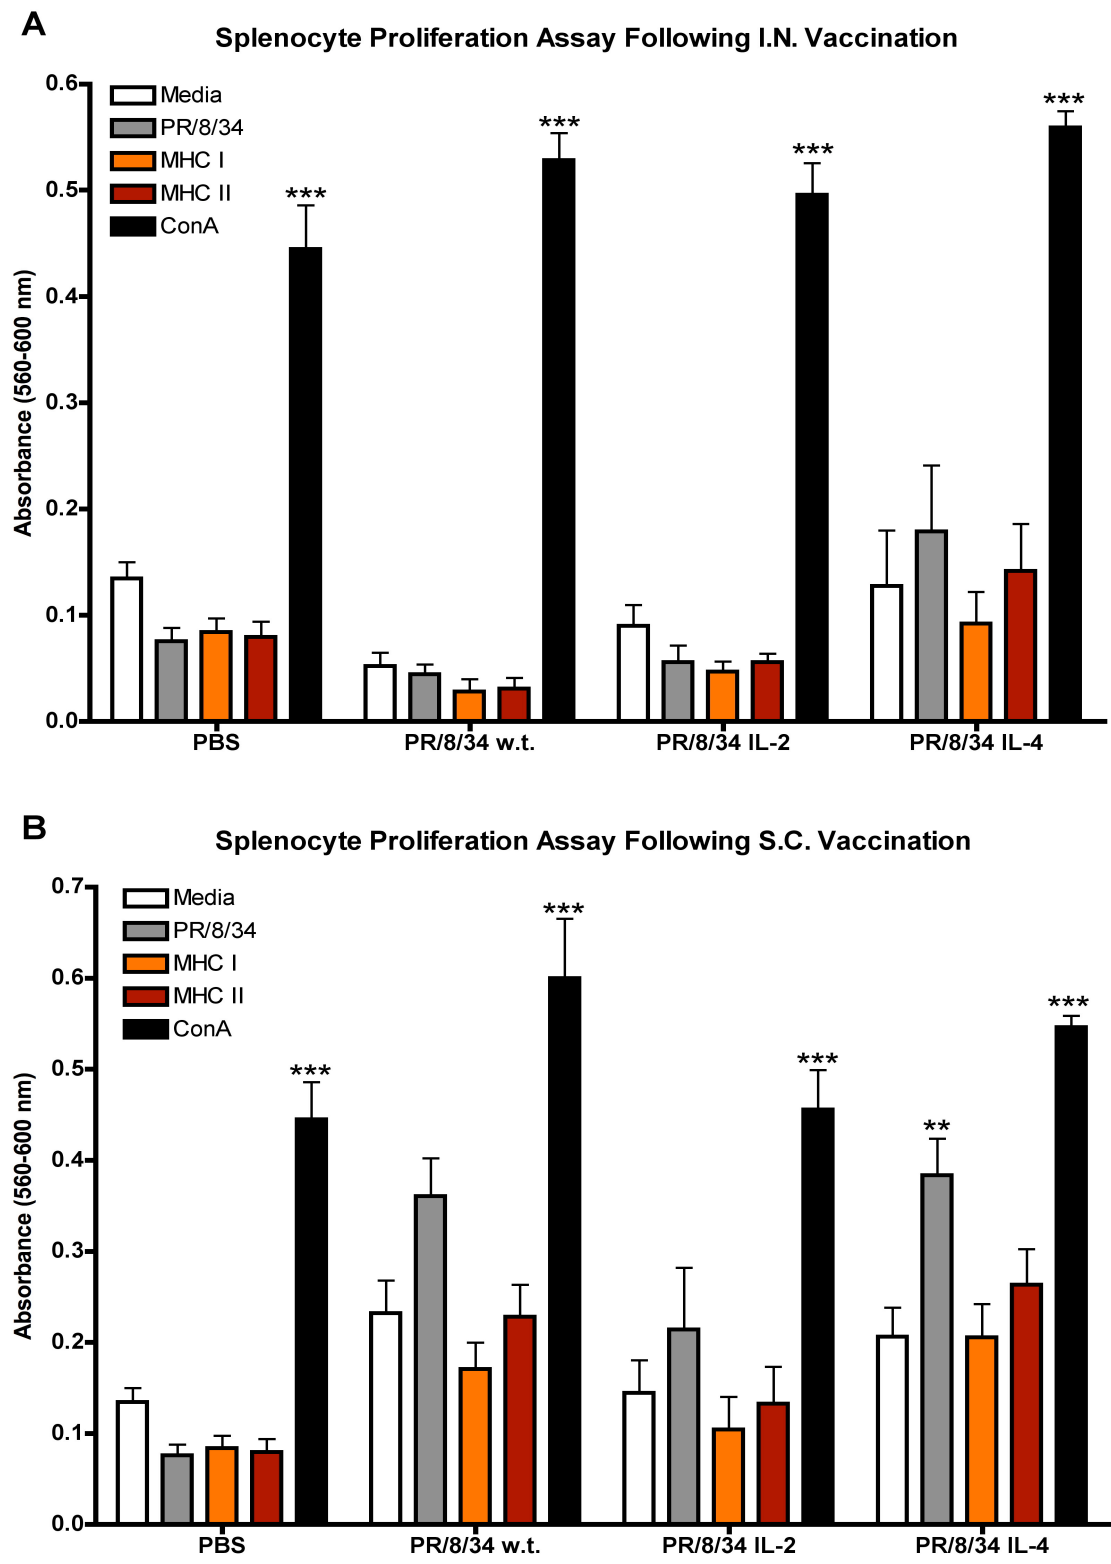 A
Splenocyte Proliferation Assay Following I.N. Vaccination
Absorbance (560-600 nm)
0.6
0.5
0.4
0.3
0.2
0.1
0.0
Media
PR/8/34
MHC I
MHC II
ConA
***
***
***
***
PBS
PR/8/34 w.t.
PR/8/34 IL-2
PR/8/34 IL-4
B
Splenocyte Proliferation Assay Following S.C. Vaccination
Absorbance (560-600 nm)
0.7
0.6
0.5
0.4
0.3
0.2
0.1
0.0
Media
PR/8/34
MHC I
MHC II
ConA
***
***
***
**
***
PBS
PR/8/34 w.t.
PR/8/34 IL-2
PR/8/34 IL-4